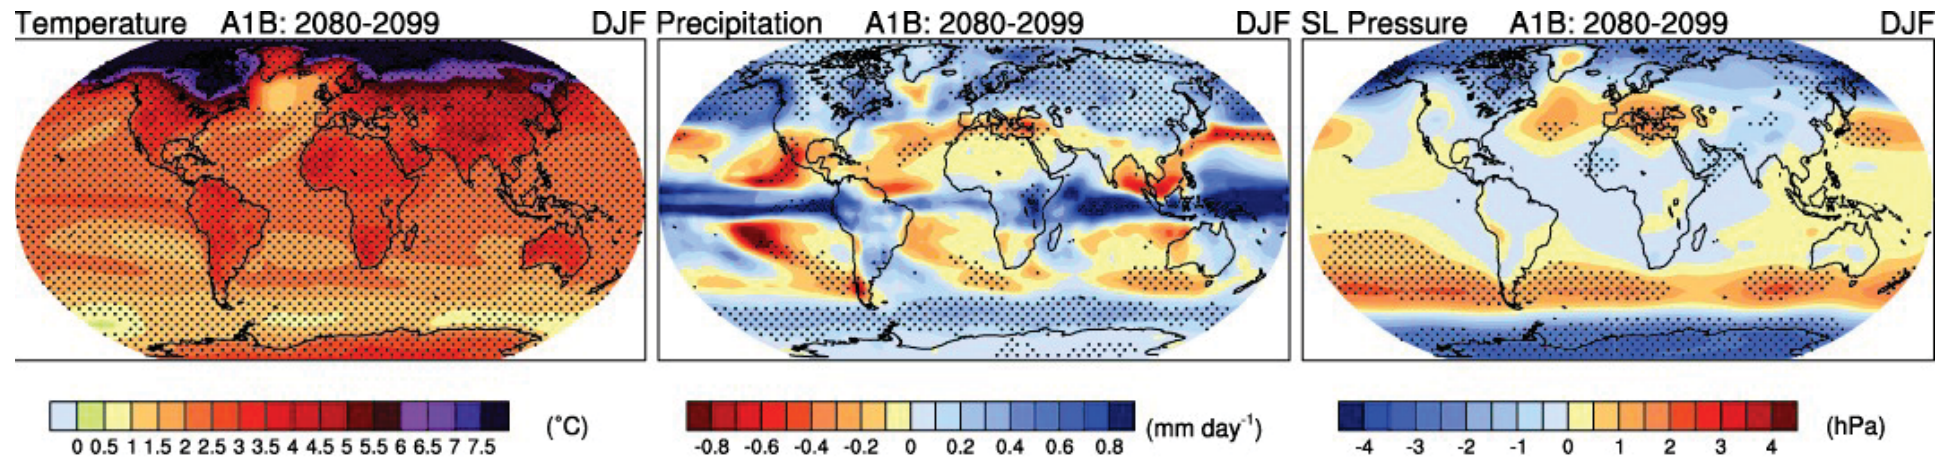 Temperature A1B: 2080-2099 DJF
Precipitation A1B: 2080-2099 DJF
SL Pressure A1B: 2080-2099 DJF
0 0.5 1 1.5 2 2.5 3 3.5 4 4.5 5 5.5 6 6.5 7 7.5 (°C)
-0.8 -0.6 -0.4 -0.2 0 0.2 0.4 0.6 0.8 (mm day⁻¹)
-4 -3 -2 -1 0 1 2 3 4 (hPa)